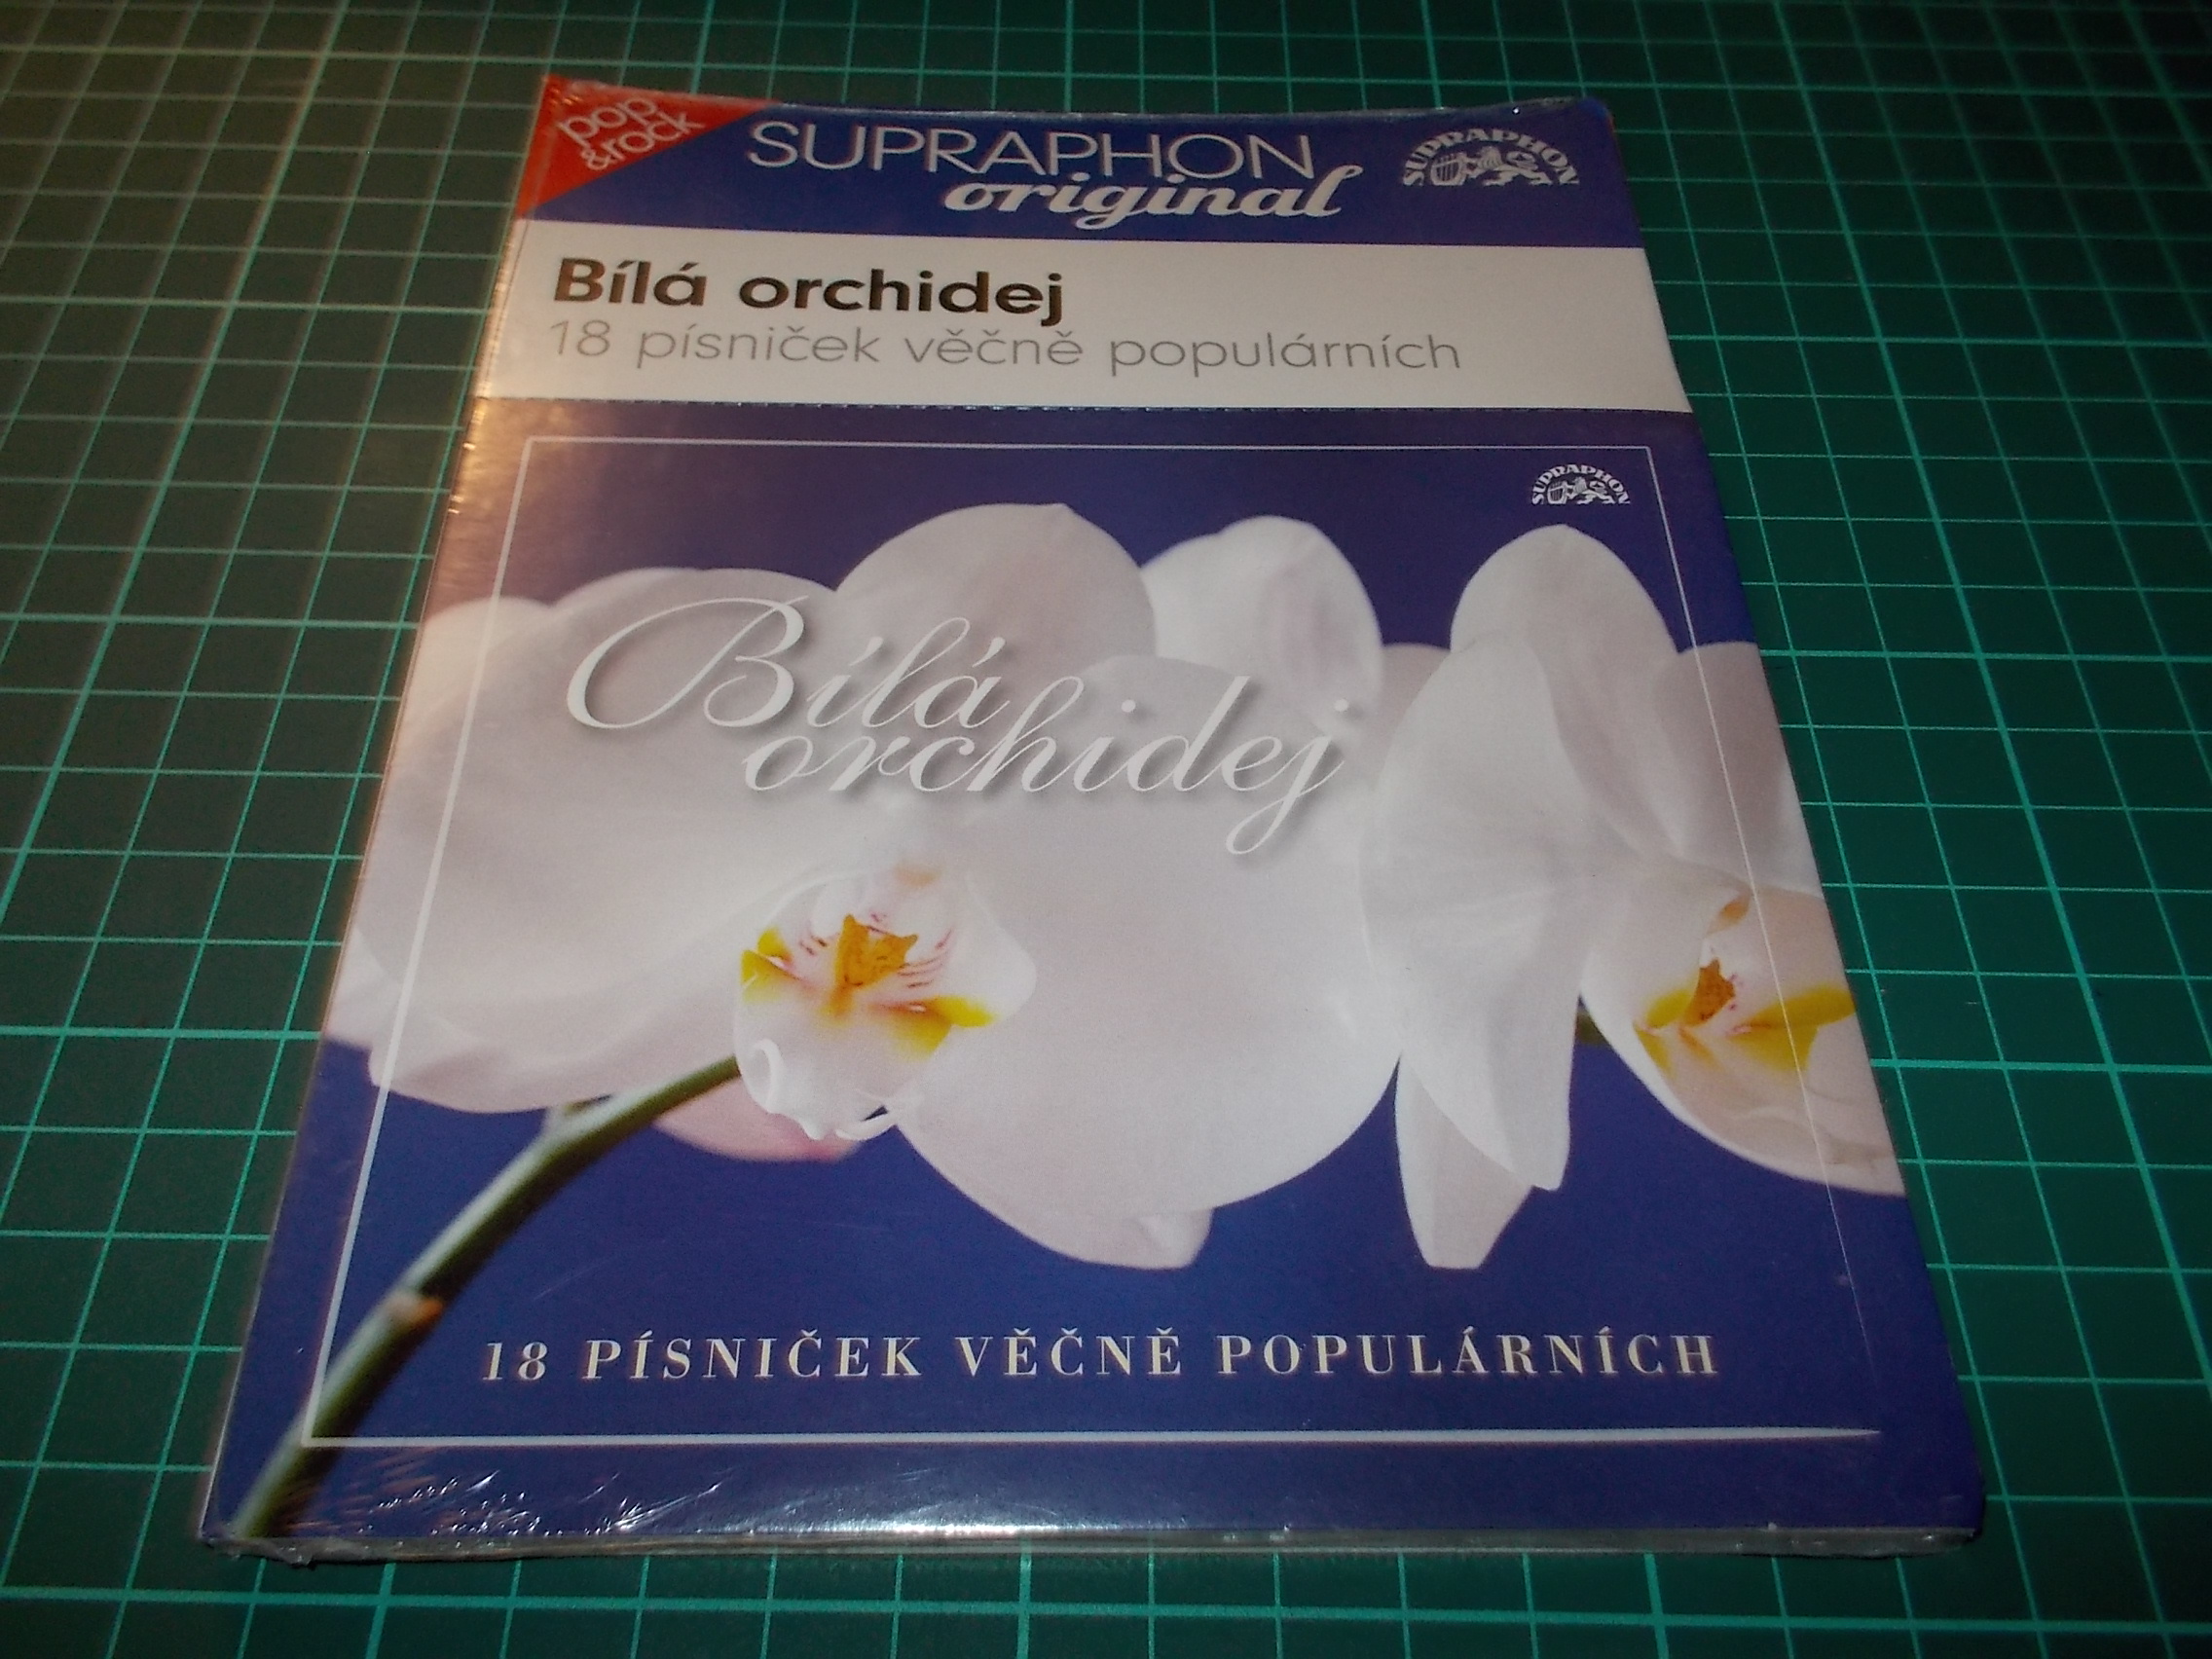 pop
&rock
SUPRAPHON
original
SUPRAPHON
Bílá orchidej
18 písniček věčně populárních
SUPRAPHON
Bílá
orchidej
18 PÍSNIČEK VĚČNĚ POPULÁRNÍCH